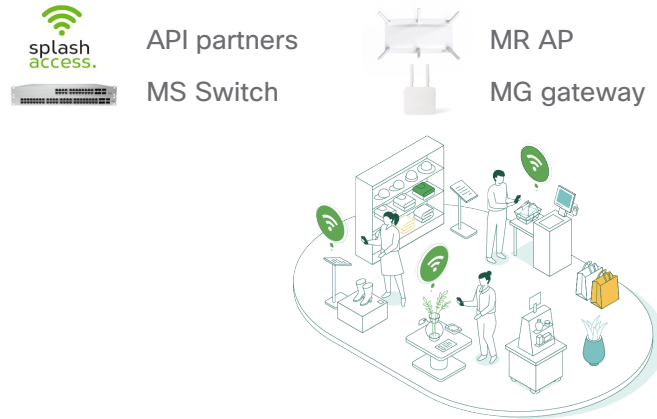 splash
access.
API partners
MR AP
MS Switch
MG gateway